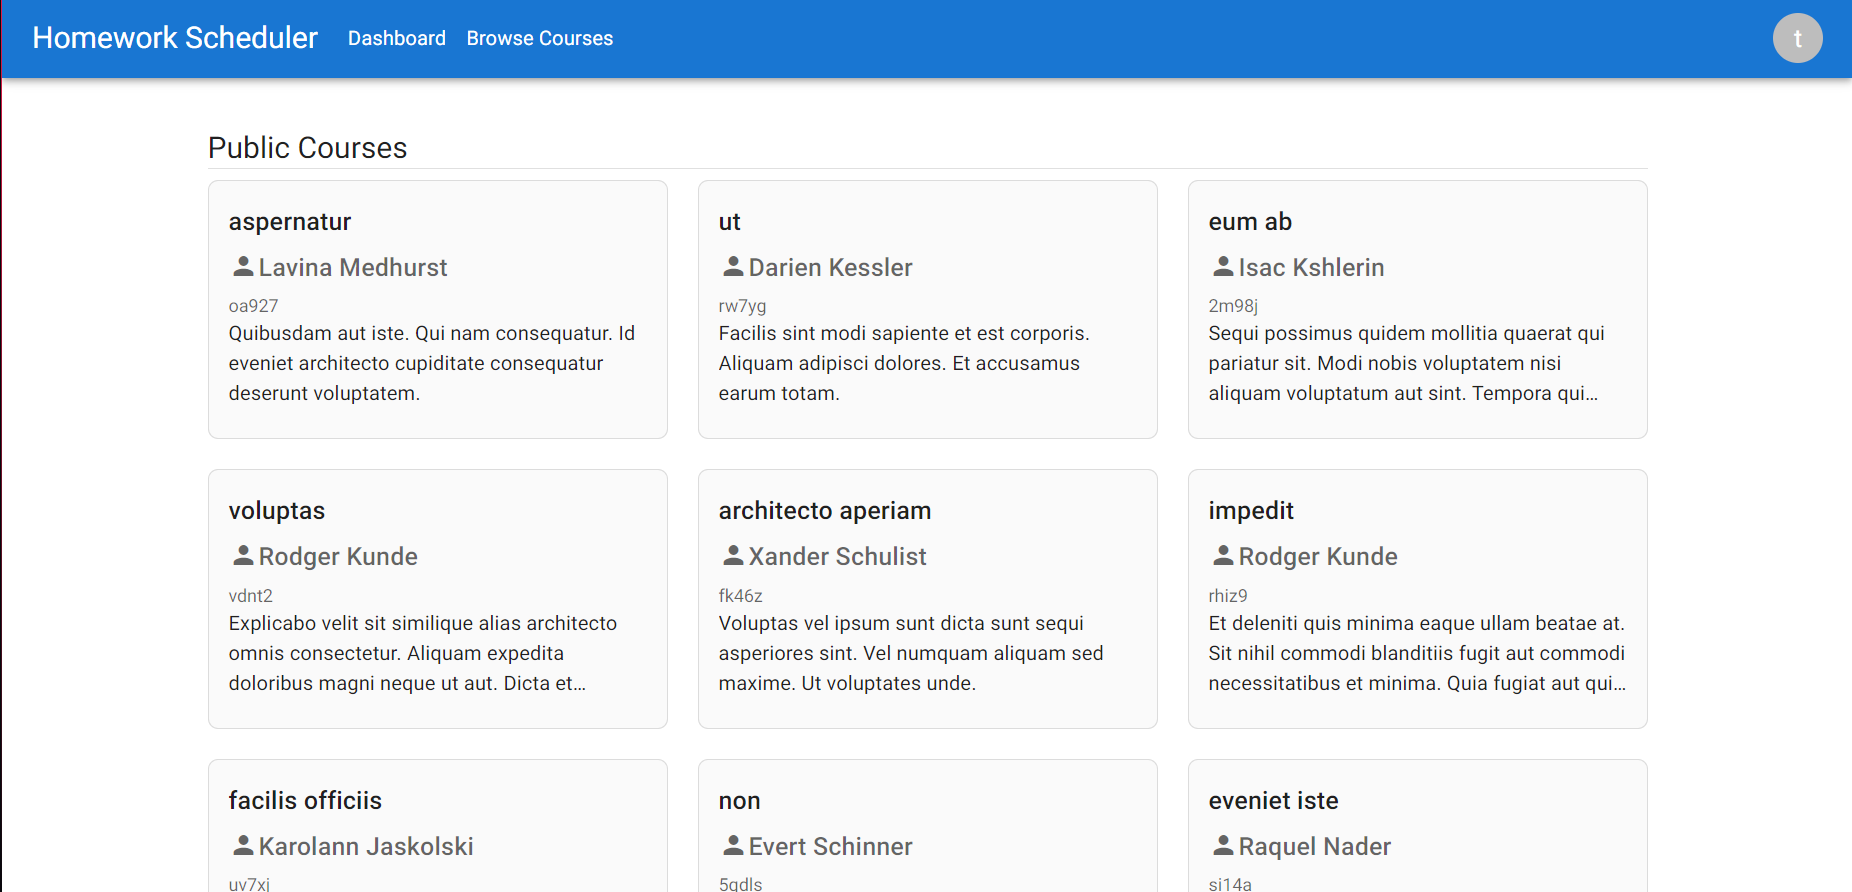 Homework Scheduler Dashboard Browse Courses t
Public Courses
aspernatur
Lavina Medhurst
oa927
Quibusdam aut iste. Qui nam consequatur. Id
eveniet architecto cupiditate consequatur
deserunt voluptatem.
ut
Darien Kessler
rw7yg
Facilis sint modi sapiente et est corporis.
Aliquam adipisci dolores. Et accusamus
earum totam.
eum ab
Isac Kshlerin
2m98j
Sequi possimus quidem mollitia quaerat qui
pariatur sit. Modi nobis voluptatem nisi
aliquam voluptatum aut sint. Tempora qui...
voluptas
Rodger Kunde
vdnt2
Explicabo velit sit similique alias architecto
omnis consectetur. Aliquam expedita
doloribus magni neque ut aut. Dicta et...
architecto aperiam
Xander Schulist
fk46z
Voluptas vel ipsum sunt dicta sunt sequi
asperiores sint. Vel numquam aliquam sed
maxime. Ut voluptates unde.
impedit
Rodger Kunde
rhiz9
Et deleniti quis minima eaque ullam beatae at.
Sit nihil commodi blanditiis fugit aut commodi
necessitatibus et minima. Quia fugiat aut qui...
facilis officiis
Karolann Jaskolski
uv7xj
non
Evert Schinner
eveniet iste
Raquel Nader